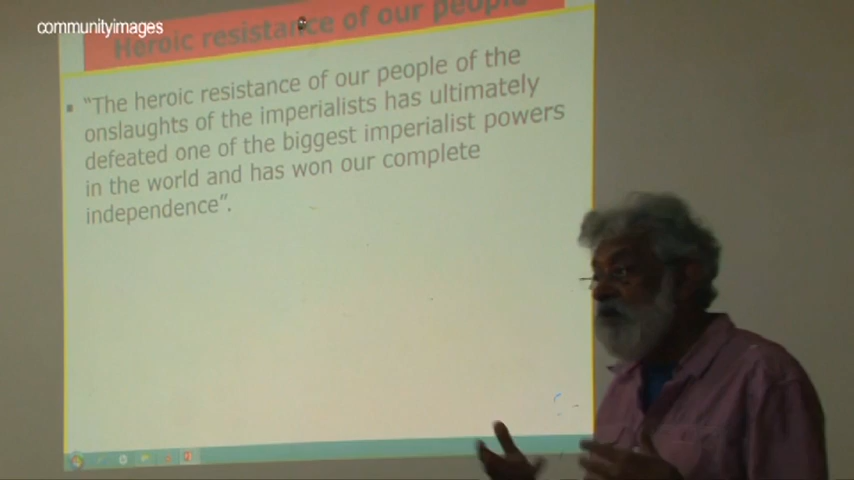 communityimages
Heroic resistance of our people
"The heroic resistance of our people of the
onslaughts of the imperialists has ultimately
defeated one of the biggest imperialist powers
in the world and has won our complete
independence".